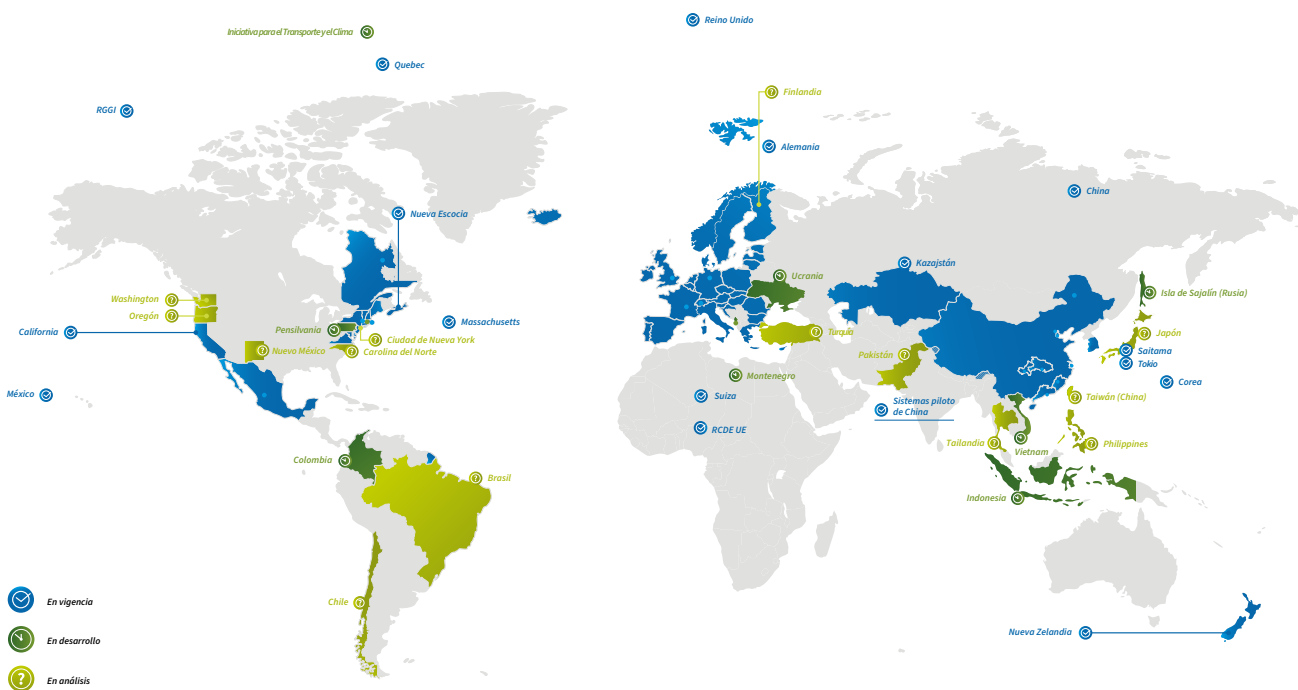 Reino Unido
Iniciativa para el Transporte y el Clima
Quebec
Finlandia
RGGI
Alemania
China
Nueva Escocia
Kazajstán
Ucrania
Isla de Sajalín (Rusia)
Washington
Oregón
California
Pensilvania
Massachusetts
Ciudad de Nueva York
Nueva México
Carolina del Norte
Turquía
Japón
Pakistán
Saitama
Tokio
Montenegro
Corea
México
Suiza
Sistemas piloto
de China
Taiwán (China)
RCDE UE
Tailandia
Philippines
Vietnam
Colombia
Brasil
Indonesia
Chile
Nueva Zelandia
En vigencia
En desarrollo
En análisis